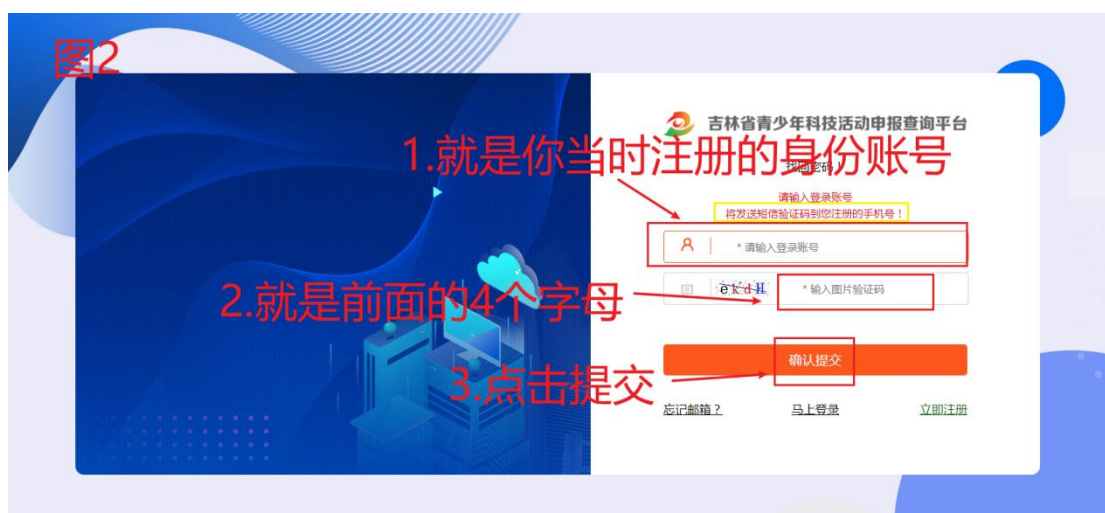 图2
吉林省青少年科技活动申报查询平台
1.就是你当时注册的身份账号
请输入登录账号
将发送短信验证码到您注册的手机号！
*请输入登录账号
2.就是前面的4个字母
ekdH
*输入图片验证码
确认提交
3.点击提交
忘记邮箱？
马上登录
立即注册